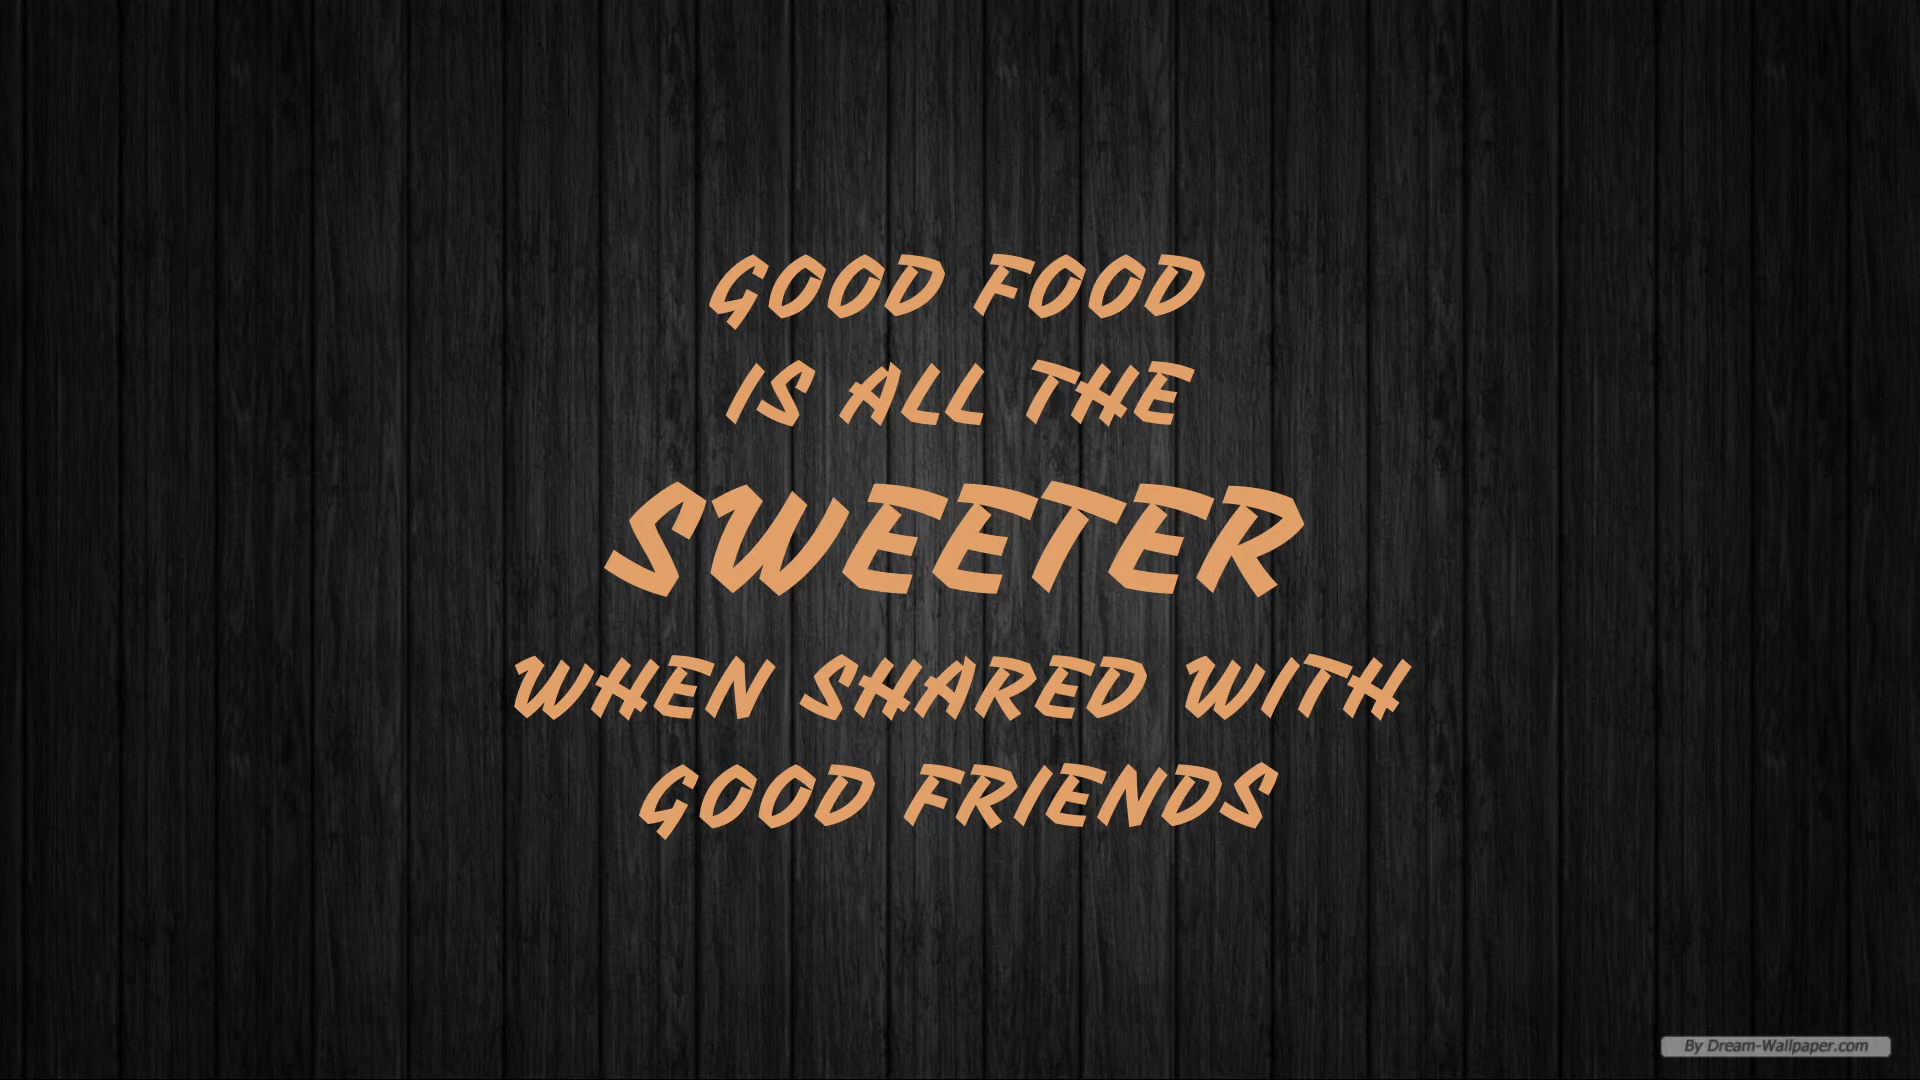 GOOD FOOD
IS ALL THE
SWEETER
WHEN SHARED WITH
GOOD FRIENDS
By Dream-Wallpaper.com